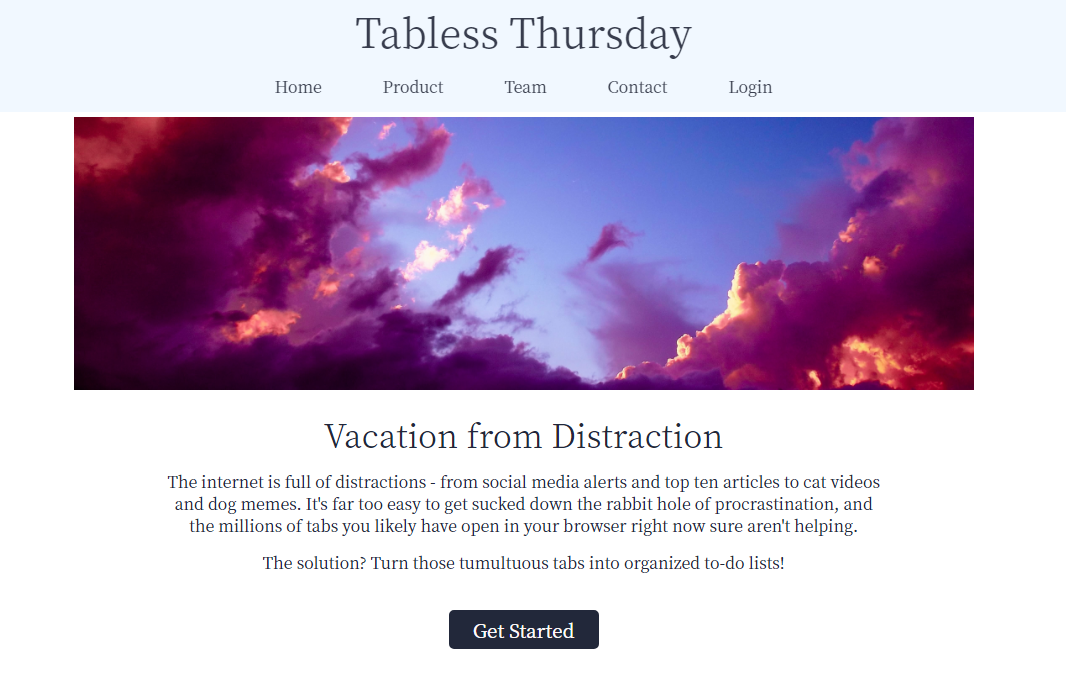 Tabless Thursday
Home Product Team Contact Login
Vacation from Distraction
The internet is full of distractions - from social media alerts and top ten articles to cat videos
and dog memes. It's far too easy to get sucked down the rabbit hole of procrastination, and
the millions of tabs you likely have open in your browser right now sure aren't helping.
The solution? Turn those tumultuous tabs into organized to-do lists!
Get Started